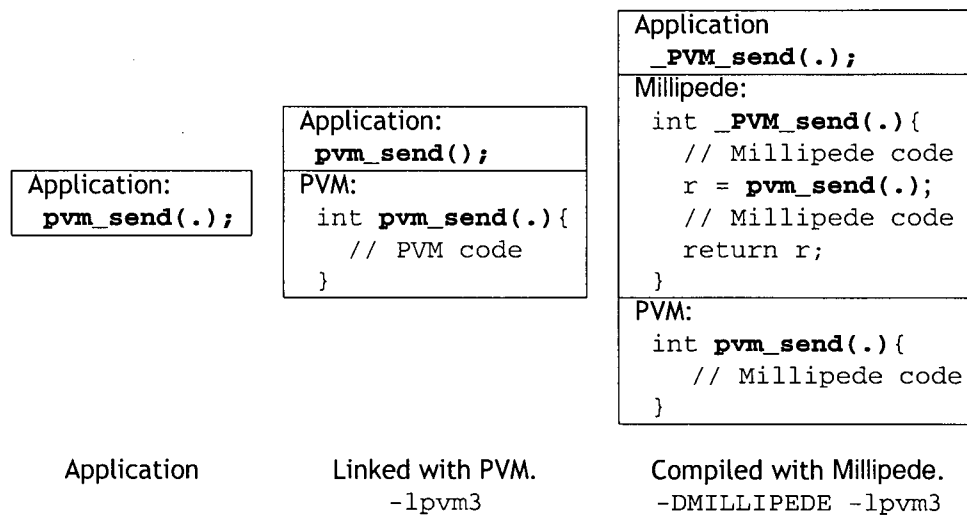 Application:
pvm_send(.);
Application
Application:
pvm_send();
PVM:
int pvm_send(.){
// PVM code
}
Linked with PVM.
-lpvm3
Application
_PVM_send(.);
Millipede:
int _PVM_send(.){
// Millipede code
r = pvm_send(.);
// Millipede code
return r;
}
PVM:
int pvm_send(.){
// Millipede code
}
Compiled with Millipede.
-DMILLIPEDE -lpvm3